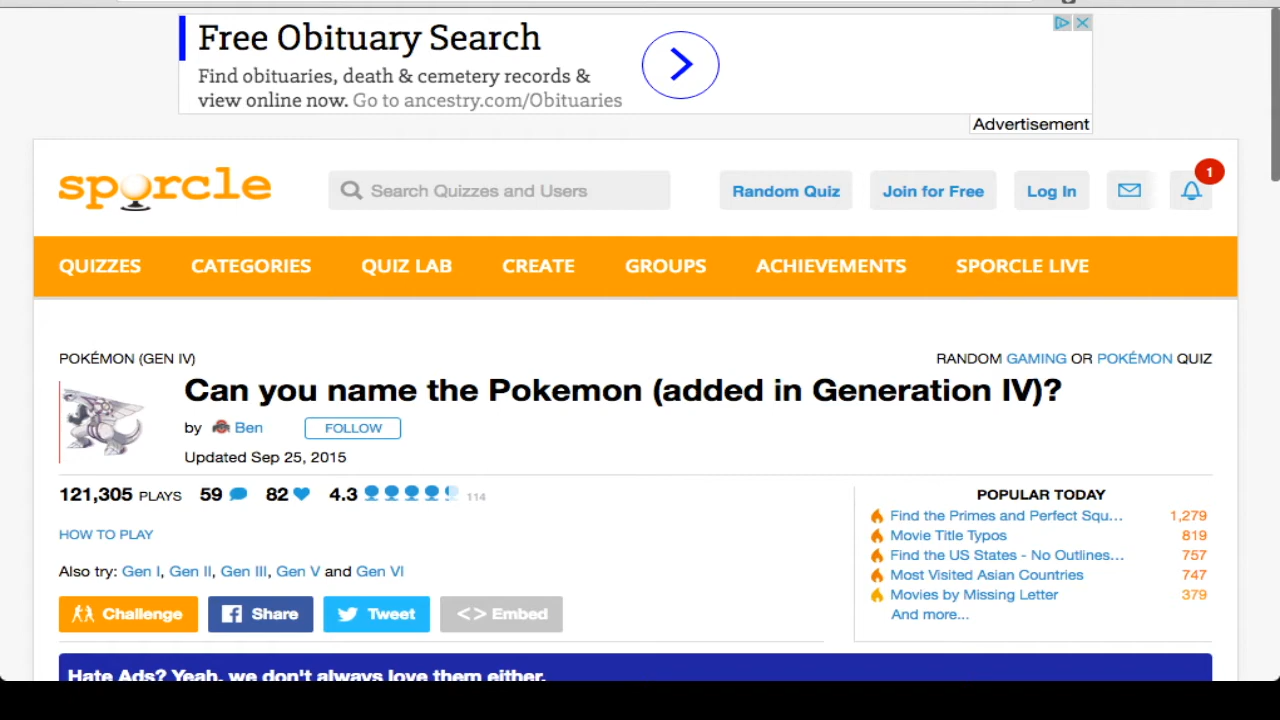 Free Obituary Search
Find obituaries, death & cemetery records &
view online now. Go to ancestry.com/Obituaries
Advertisement
sporcle
Search Quizzes and Users
Random Quiz
Join for Free
Log In
1
QUIZZES CATEGORIES QUIZ LAB CREATE GROUPS ACHIEVEMENTS SPORCLE LIVE
POKÉMON (GEN IV)
RANDOM GAMING OR POKÉMON QUIZ
Can you name the Pokemon (added in Generation IV)?
by Ben FOLLOW
Updated Sep 25, 2015
121,305 PLAYS 59 82 4.3 114
HOW TO PLAY
Also try: Gen I, Gen II, Gen III, Gen V and Gen VI
Challenge Share Tweet <> Embed
POPULAR TODAY
Find the Primes and Perfect Squ... 1,279
Movie Title Typos 819
Find the US States - No Outlines... 757
Most Visited Asian Countries 747
Movies by Missing Letter 379
And more...
Hate Ads? Yeah, we don't always love them either.